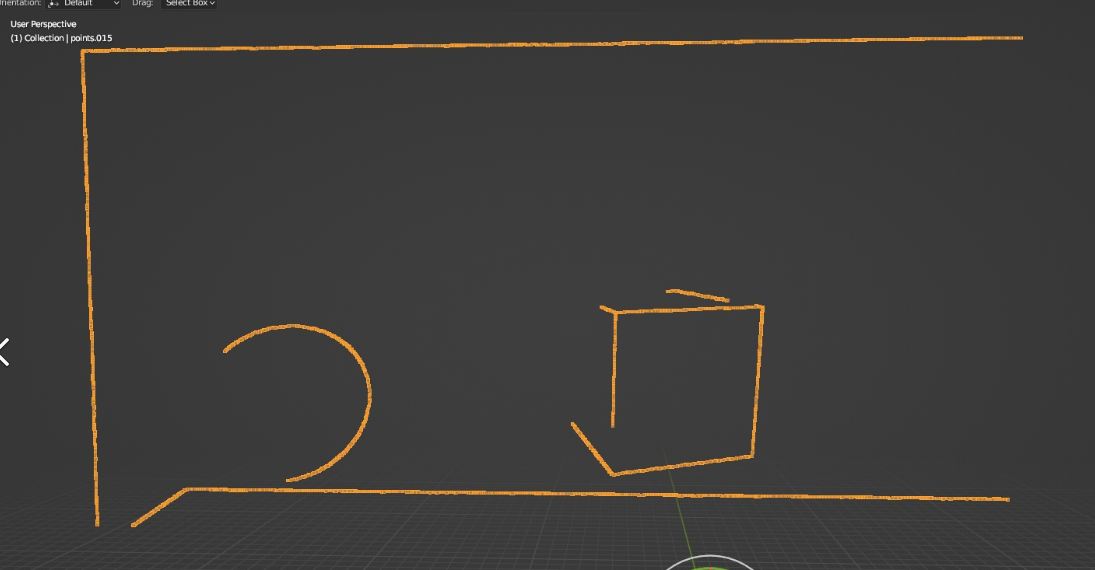 Orientation: Default Drag: Select Box
User Perspective
(1) Collection | points.015